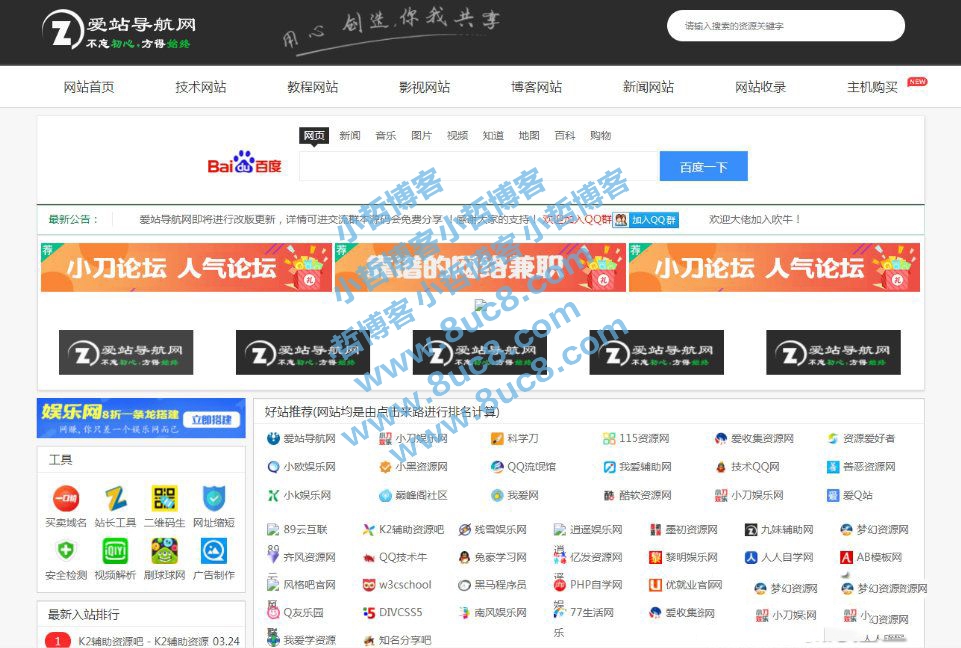 爱站导航网
不忘初心.方得始终
用心 创造,你我共享
请输入搜索的资源关键字
网站首页 技术网站 教程网站 影视网站 博客网站 新闻网站 网站收录 主机购买 NEW
网页 新闻 音乐 图片 视频 知道 地图 百科 购物
Bai du 百度
百度一下
最新公告：
爱站导航网即将进行改版更新，详情可进交流群本源码会免费分享！感谢大家的支持！ 欢迎加入QQ群 加入QQ群 欢迎大佬加入吹牛！
荐 小刀论坛 人气论坛 荐 靠谱的网络兼职 荐 小刀论坛 人气论坛
爱站导航网 爱站导航网 爱站导航网 爱站导航网 爱站导航网
不忘初心.方得始终 不忘初心.方得始终 不忘初心.方得始终 不忘初心.方得始终 不忘初心.方得始终
小哲博客小哲博客小哲博客
www.8uc8.com
www.8uc8.com
www.8uc8.com
娱乐网8折一条龙搭建
网赚,你只差一个娱乐网而已
立即搭建
工具
买卖域名 站长工具 二维码生 网址缩短
安全检测 视频解析 刷球球网 广告制作
最新入站排行
1 K2辅助资源吧 - K2辅助资源 03.24
好站推荐(网站均是由点击来路进行排名计算)
爱站导航网 小刀娱乐网 科学刀 115资源网 爱收集资源网 资源爱好者
小欧娱乐网 小黑资源网 QQ流氓馆 我爱辅助网 技术QQ网 善恶资源网
小k娱乐网 巅峰阁社区 我爱网 酷软资源网 小刀娱乐网 爱Q站
89云互联 K2辅助资源吧 残雪娱乐网 逍遥娱乐网 墨初资源网 九妹辅助网 梦幻资源网
齐风资源网 QQ技术牛 兔泰学习网 亿发资源网 黎明娱乐网 人人自学网 AB模板网
风格吧官网 w3cschool 黑马程序员 PHP自学网 优就业官网 梦幻资源网
Q友乐园 DIVCSS5 南风娱乐网 77生活网 爱收集资源网
我爱学资源 知名分享吧